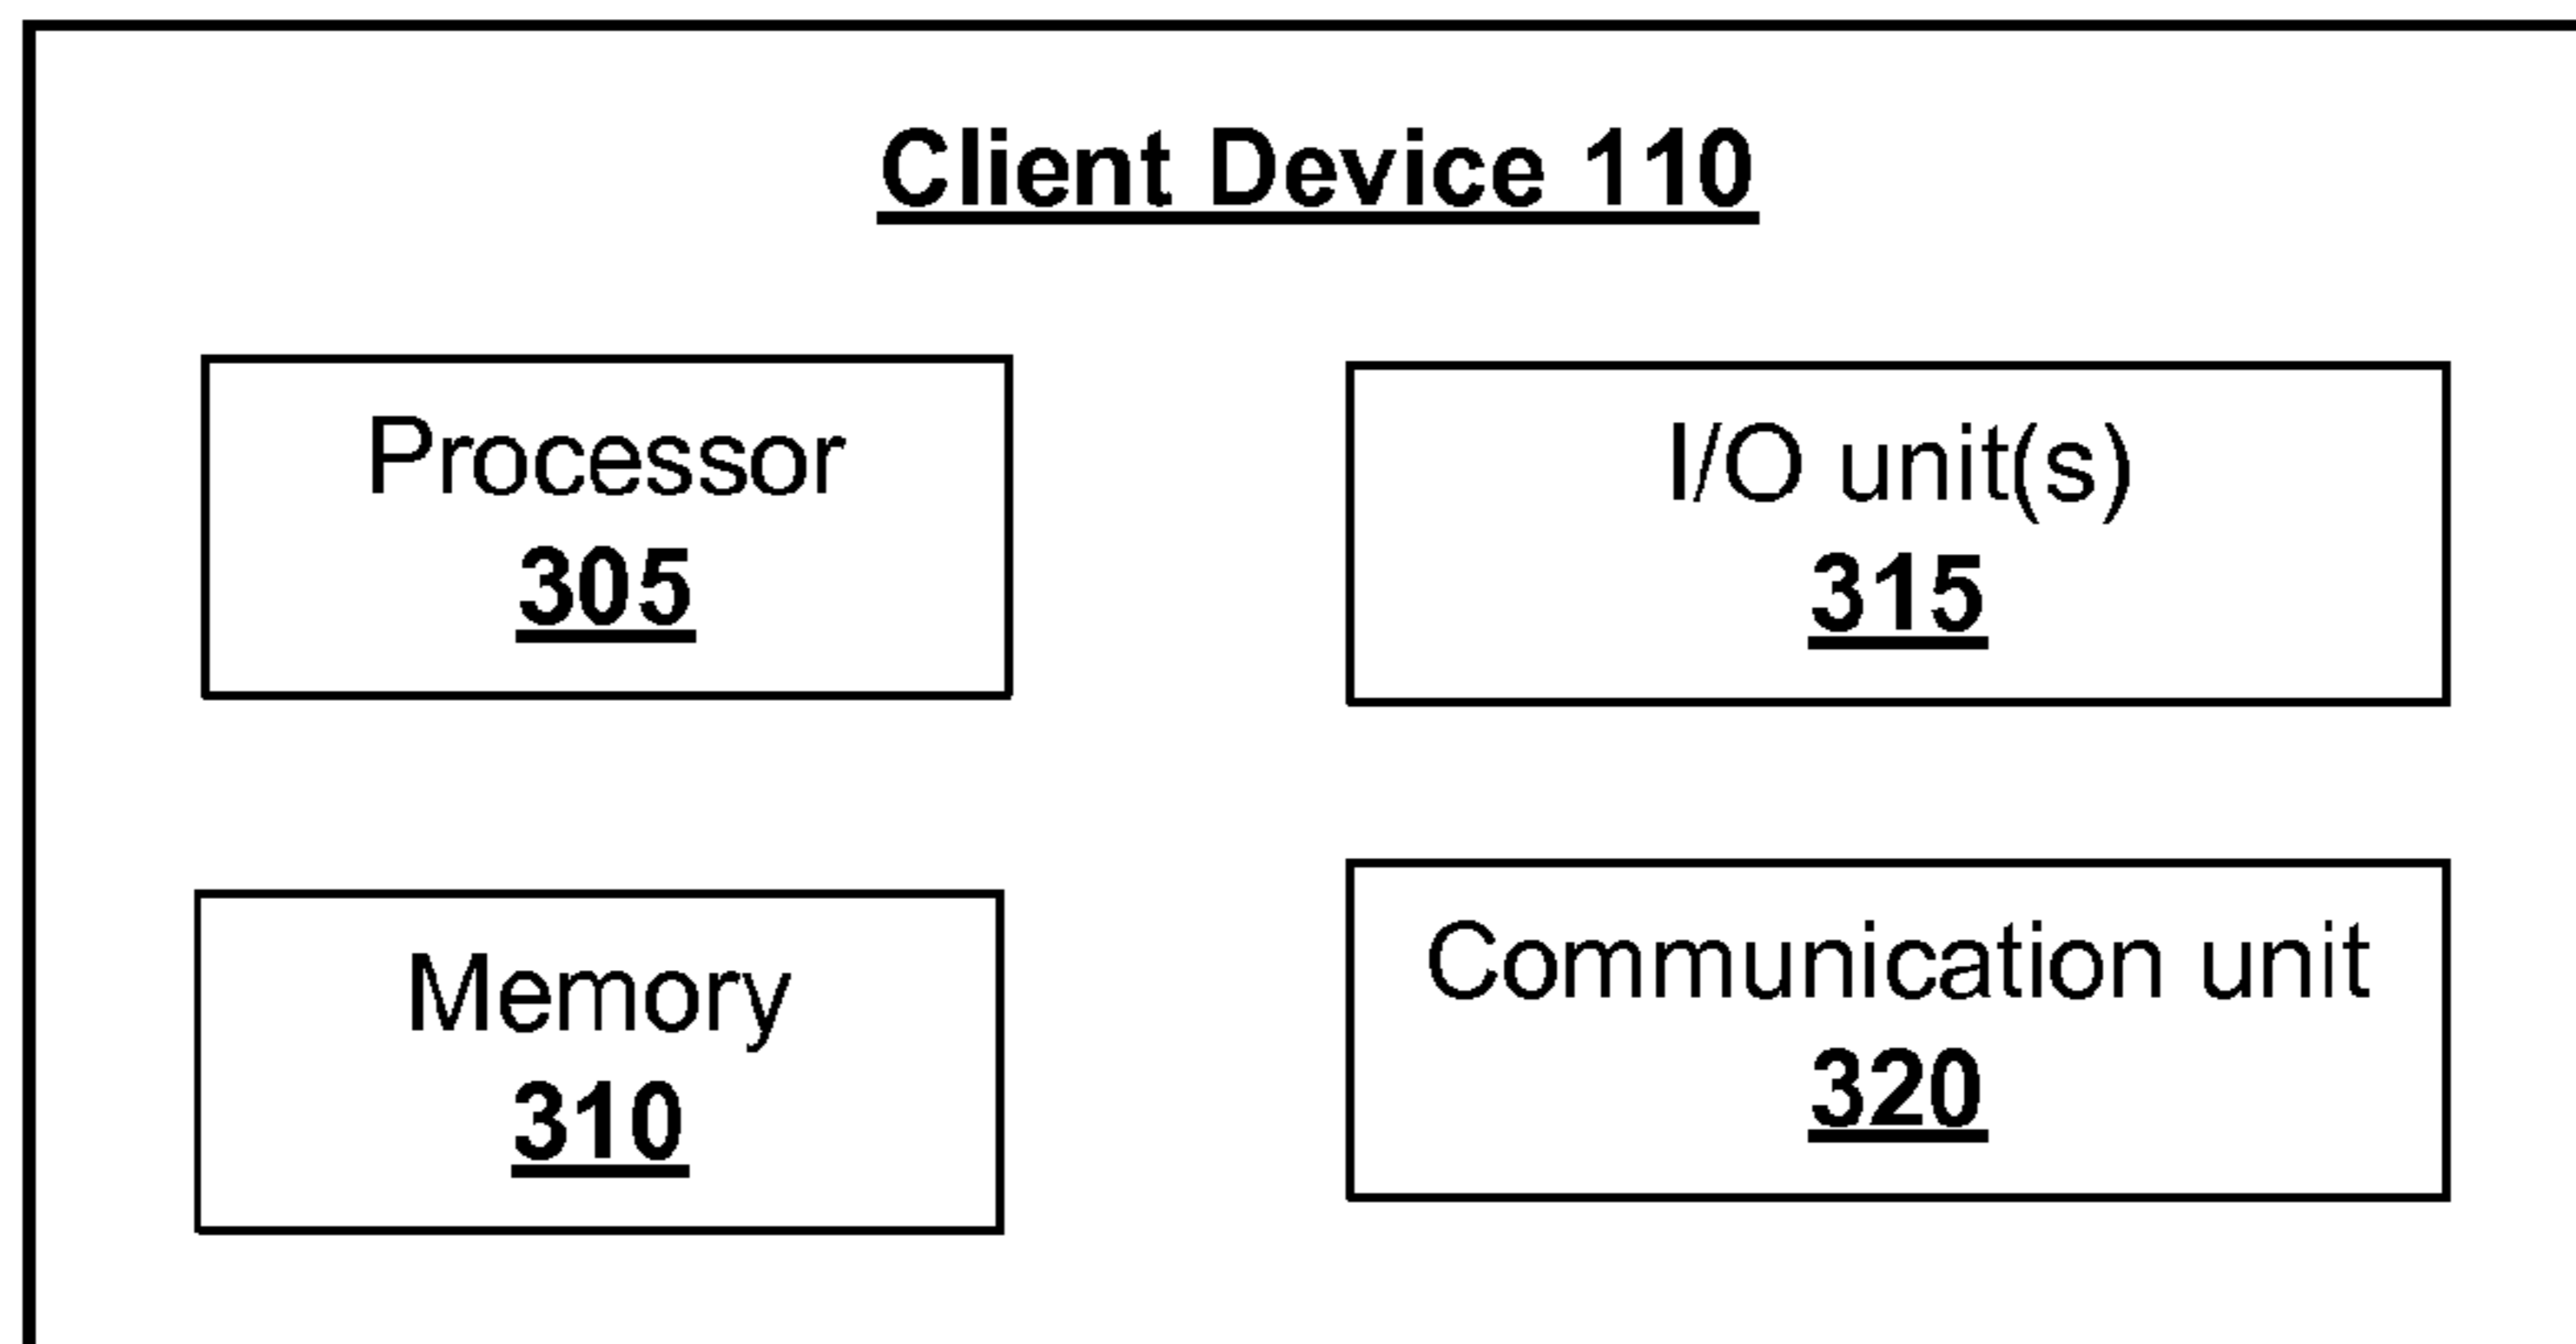 Client Device 110
Processor
305
I/O unit(s)
315
Memory
310
Communication unit
320